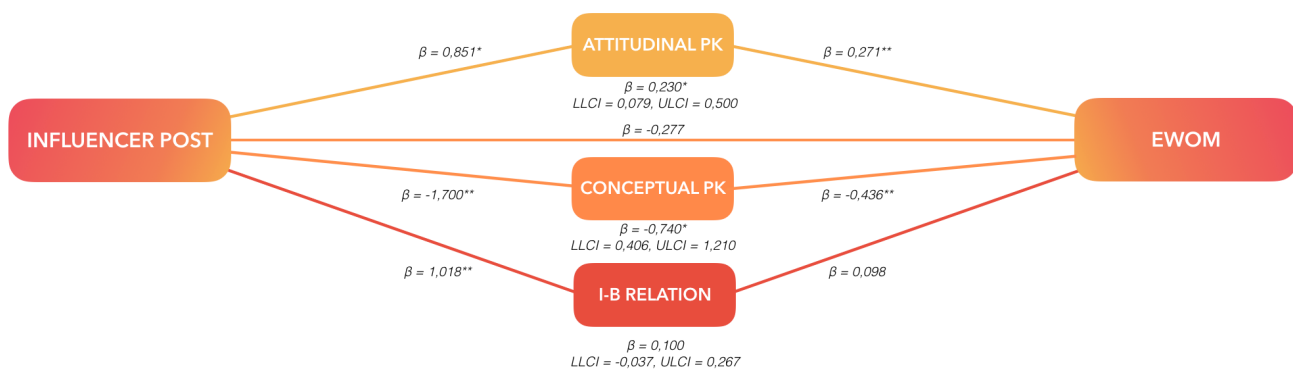 ATTITUDINAL PK
β = 0,851*
β = 0,271**
β = 0,230*
LLCI = 0,079, ULCI = 0,500
INFLUENCER POST
β = -0,277
EWOM
CONCEPTUAL PK
β = -1,700**
β = -0,436**
β = -0,740*
LLCI = 0,406, ULCI = 1,210
β = 1,018**
β = 0,098
I-B RELATION
β = 0,100
LLCI = -0,037, ULCI = 0,267